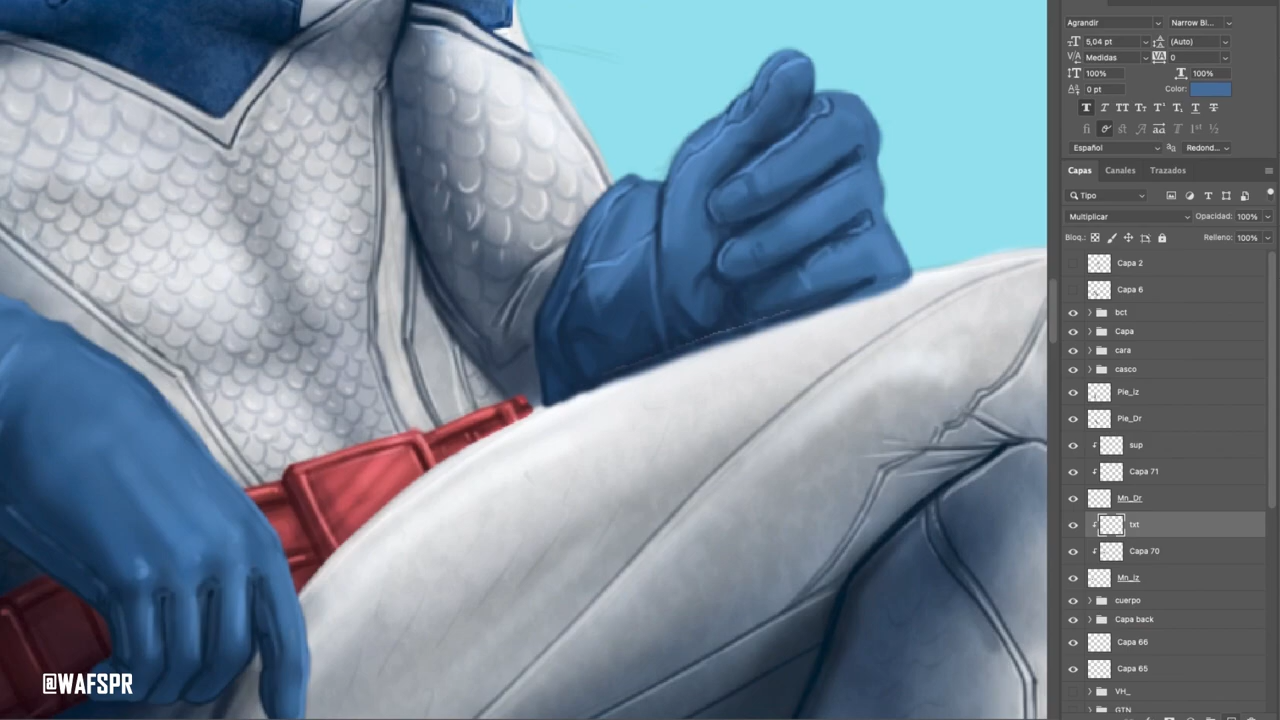 Agrandir Narrow Bl...
5,04 pt (Auto)
Medidas 0
100% 100%
0 pt Color:
Español aa Redond...
Capas Canales Trazados
Tipo
Multiplicar Opacidad: 100%
Bloq.: Relleno: 100%
Capa 2
Capa 6
bct
Capa
cara
casco
Pie_Iz
Pie_Dr
sup
Capa 71
Mn_Dr
txt
Capa 70
Mn_Iz
cuerpo
Capa back
Capa 66
Capa 65
VH_
GTN
@WAFSPR